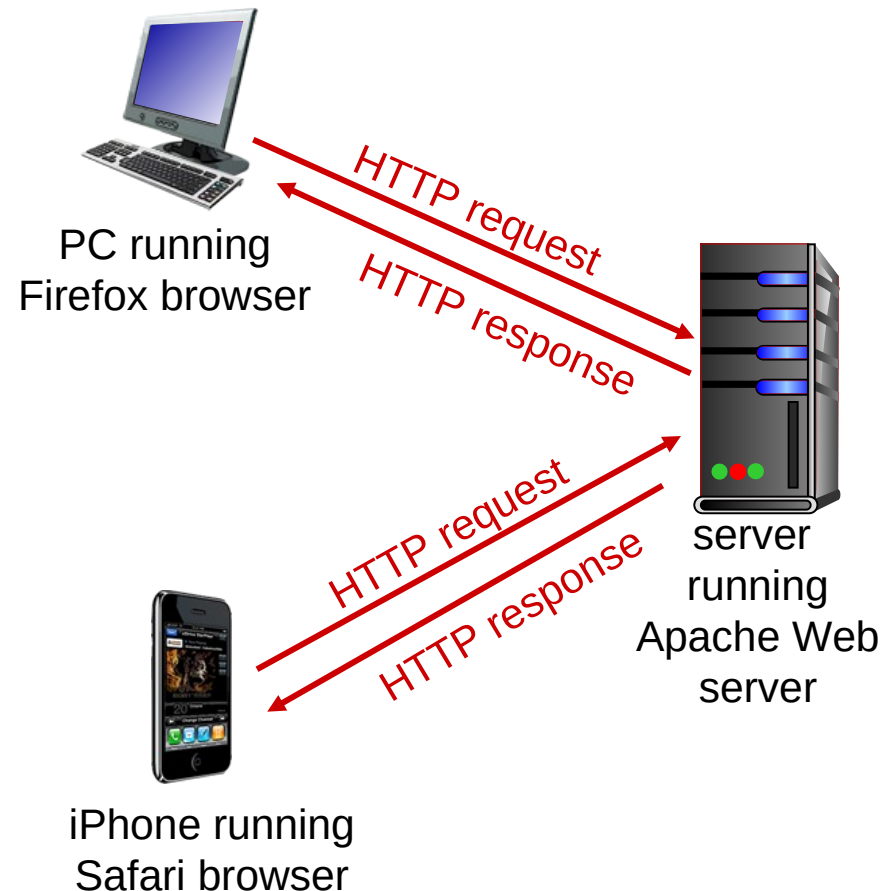 HTTP request
HTTP response
PC running
Firefox browser
server
running
Apache Web
server
HTTP request
HTTP response
iPhone running
Safari browser